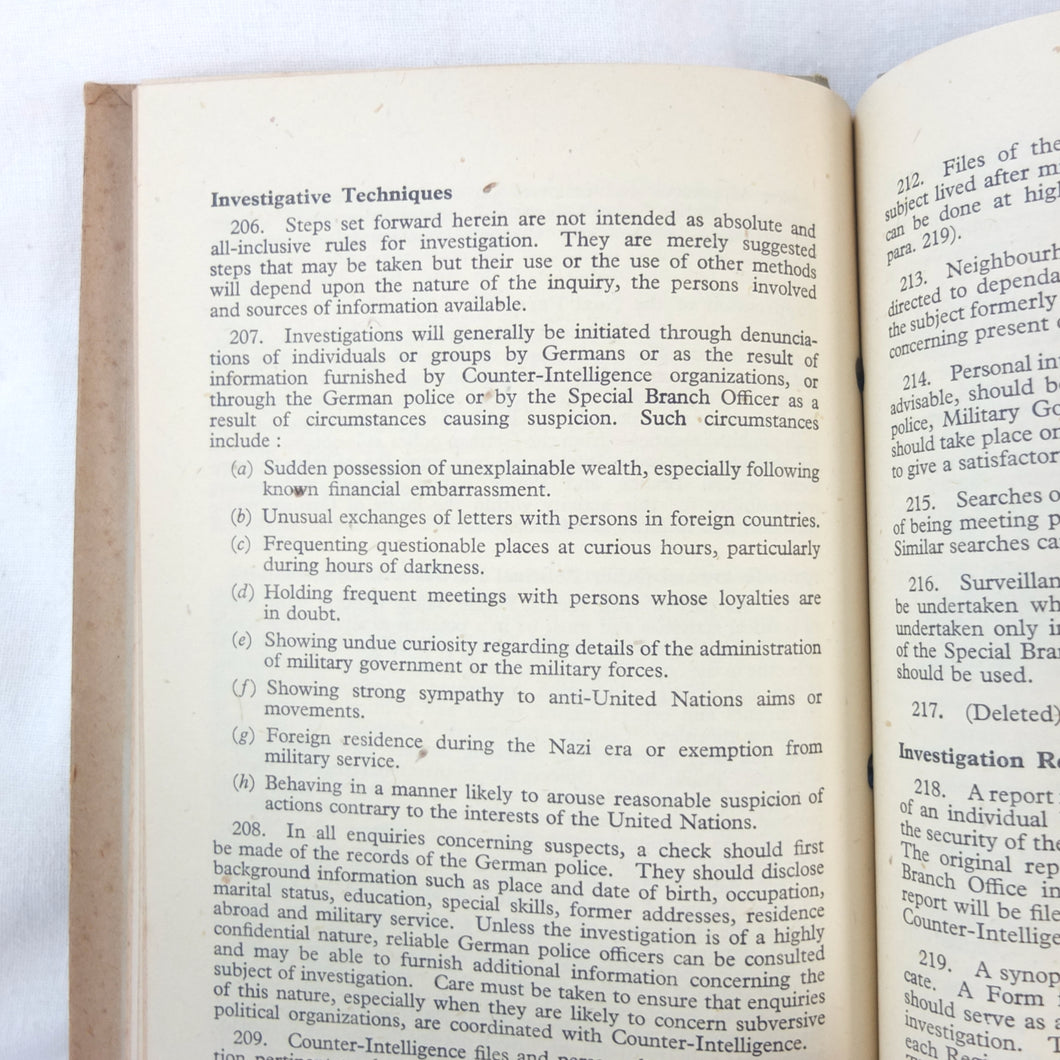 Investigative Techniques
206. Steps set forward herein are not intended as absolute and
all-inclusive rules for investigation. They are merely suggested
steps that may be taken but their use or the use of other methods
will depend upon the nature of the inquiry, the persons involved
and sources of information available.
207. Investigations will generally be initiated through denuncia-
tions of individuals or groups by Germans or as the result of
information furnished by Counter-Intelligence organizations, or
through the German police or by the Special Branch Officer as a
result of circumstances causing suspicion. Such circumstances
include :
(a) Sudden possession of unexplainable wealth, especially following
known financial embarrassment.
(b) Unusual exchanges of letters with persons in foreign countries.
(c) Frequenting questionable places at curious hours, particularly
during hours of darkness.
(d) Holding frequent meetings with persons whose loyalties are
in doubt.
(e) Showing undue curiosity regarding details of the administration
of military government or the military forces.
(f) Showing strong sympathy to anti-United Nations aims or
movements.
(g) Foreign residence during the Nazi era or exemption from
military service.
(h) Behaving in a manner likely to arouse reasonable suspicion of
actions contrary to the interests of the United Nations.
208. In all enquiries concerning suspects, a check should first
be made of the records of the German police. They should disclose
background information such as place and date of birth, occupation,
marital status, education, special skills, former addresses, residence
abroad and military service. Unless the investigation is of a highly
confidential nature, reliable German police officers can be consulted
and may be able to furnish additional information concerning the
subject of investigation. Care must be taken to ensure that enquiries
of this nature, especially when they are likely to concern subversive
political organizations, are coordinated with Counter-Intelligence.
209. Counter-Intelligence files and
212. Files of the
subject lived after
can be done at
para. 219).
213.
directed to
the subject formerly
concerning present
214. Personal
advisable, should
police, Military
should take place
to give a
215. Searches
of being meeting
Similar searches
216.
be undertaken
undertaken only
of the Special
should be used.
217. (Deleted)
Investigation
218. A report
of an individual
the security of the
The original
Branch Office
report will be
Counter-
219. A
cate. A Form
should serve as
investigation.
each